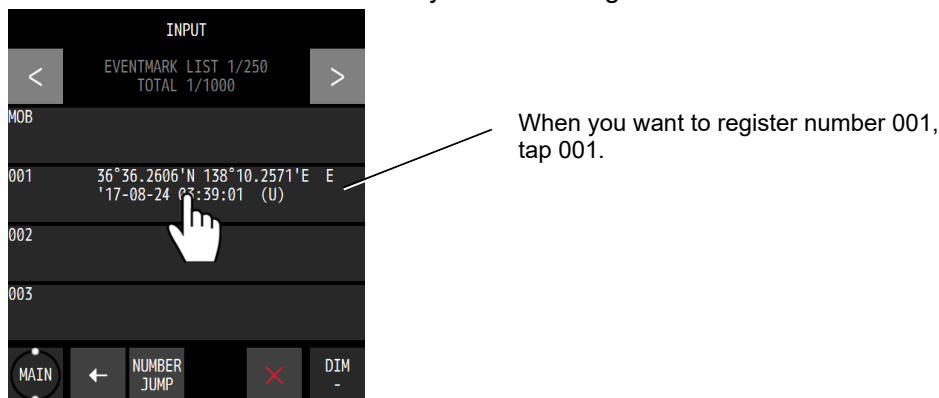 INPUT
<
EVENTMARK LIST 1/250
TOTAL 1/1000
>
MOB
001 36°36.2606'N 138°10.2571'E E
'17-08-24 03:39:01 (U)
When you want to register number 001,
tap 001.
002
003
MAIN
←
NUMBER
JUMP
DIM
-